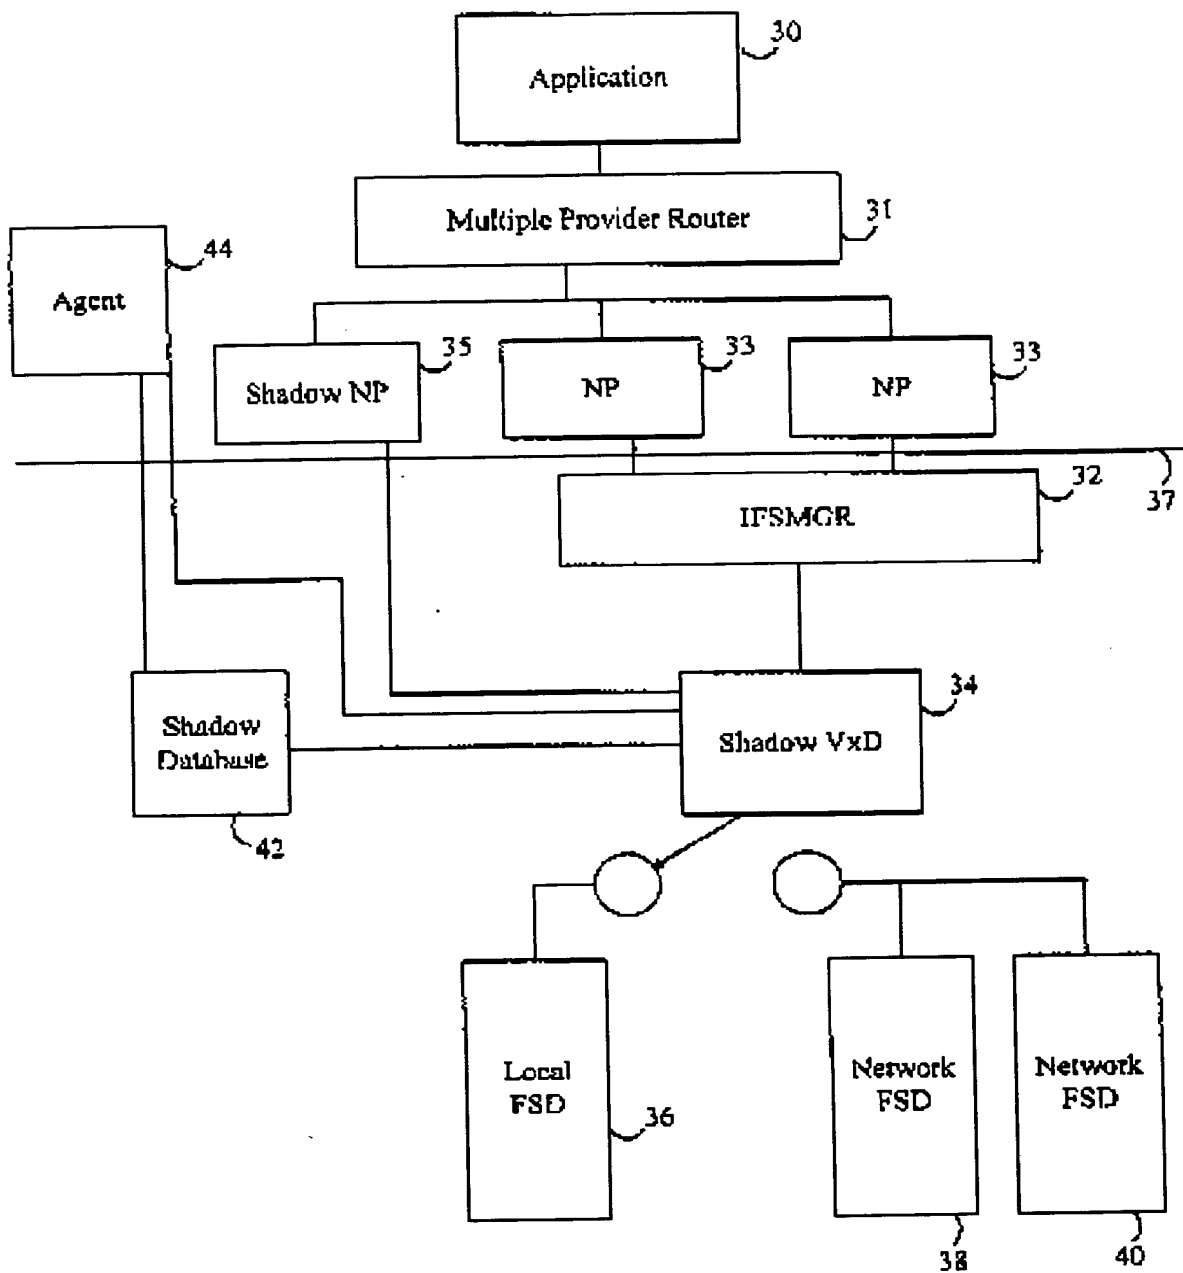 30
Application
Multiple Provider Router
31
44
Agent
35
33
33
Shadow NP
NP
NP
32
37
IFSMGR
34
Shadow
Database
Shadow VxD
42
Local
FSD
Network
FSD
Network
FSD
36
38
40